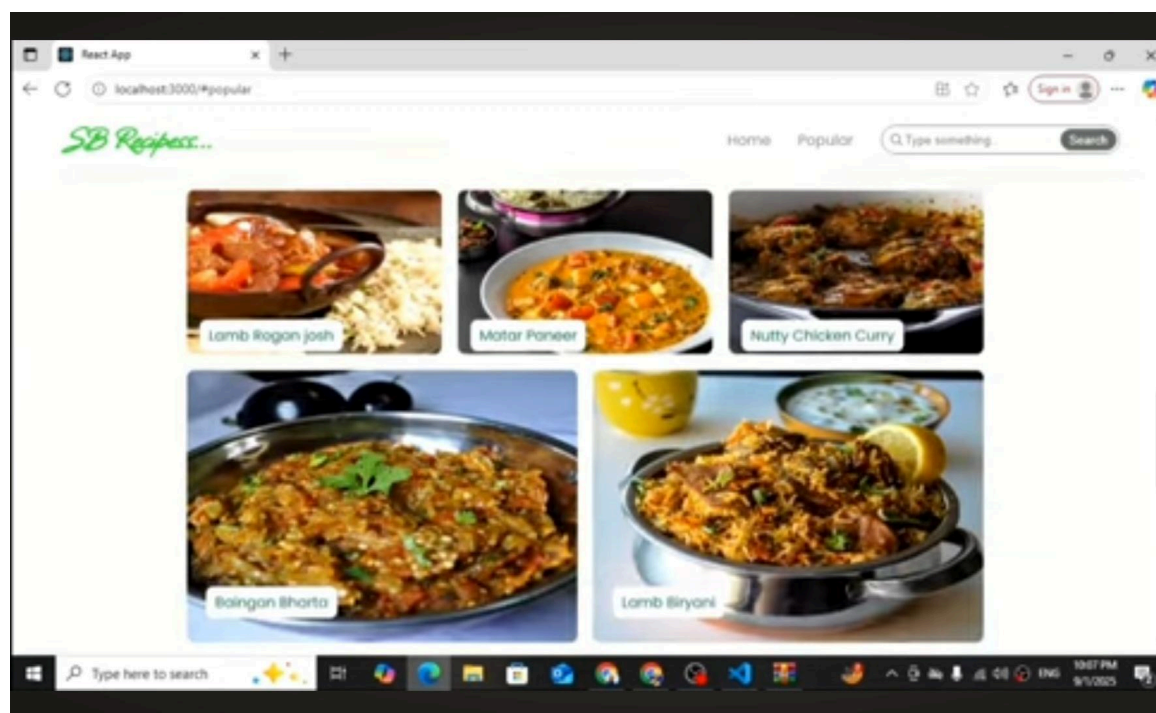 React App
localhost:3000/#popular
Sign in
SB Recipess...
Home Popular Type something Search
Lamb Rogan josh Matar Paneer Nutty Chicken Curry
Baingan Bharta Lamb Biryani
Type here to search ENG 10:07 PM
9/1/2025